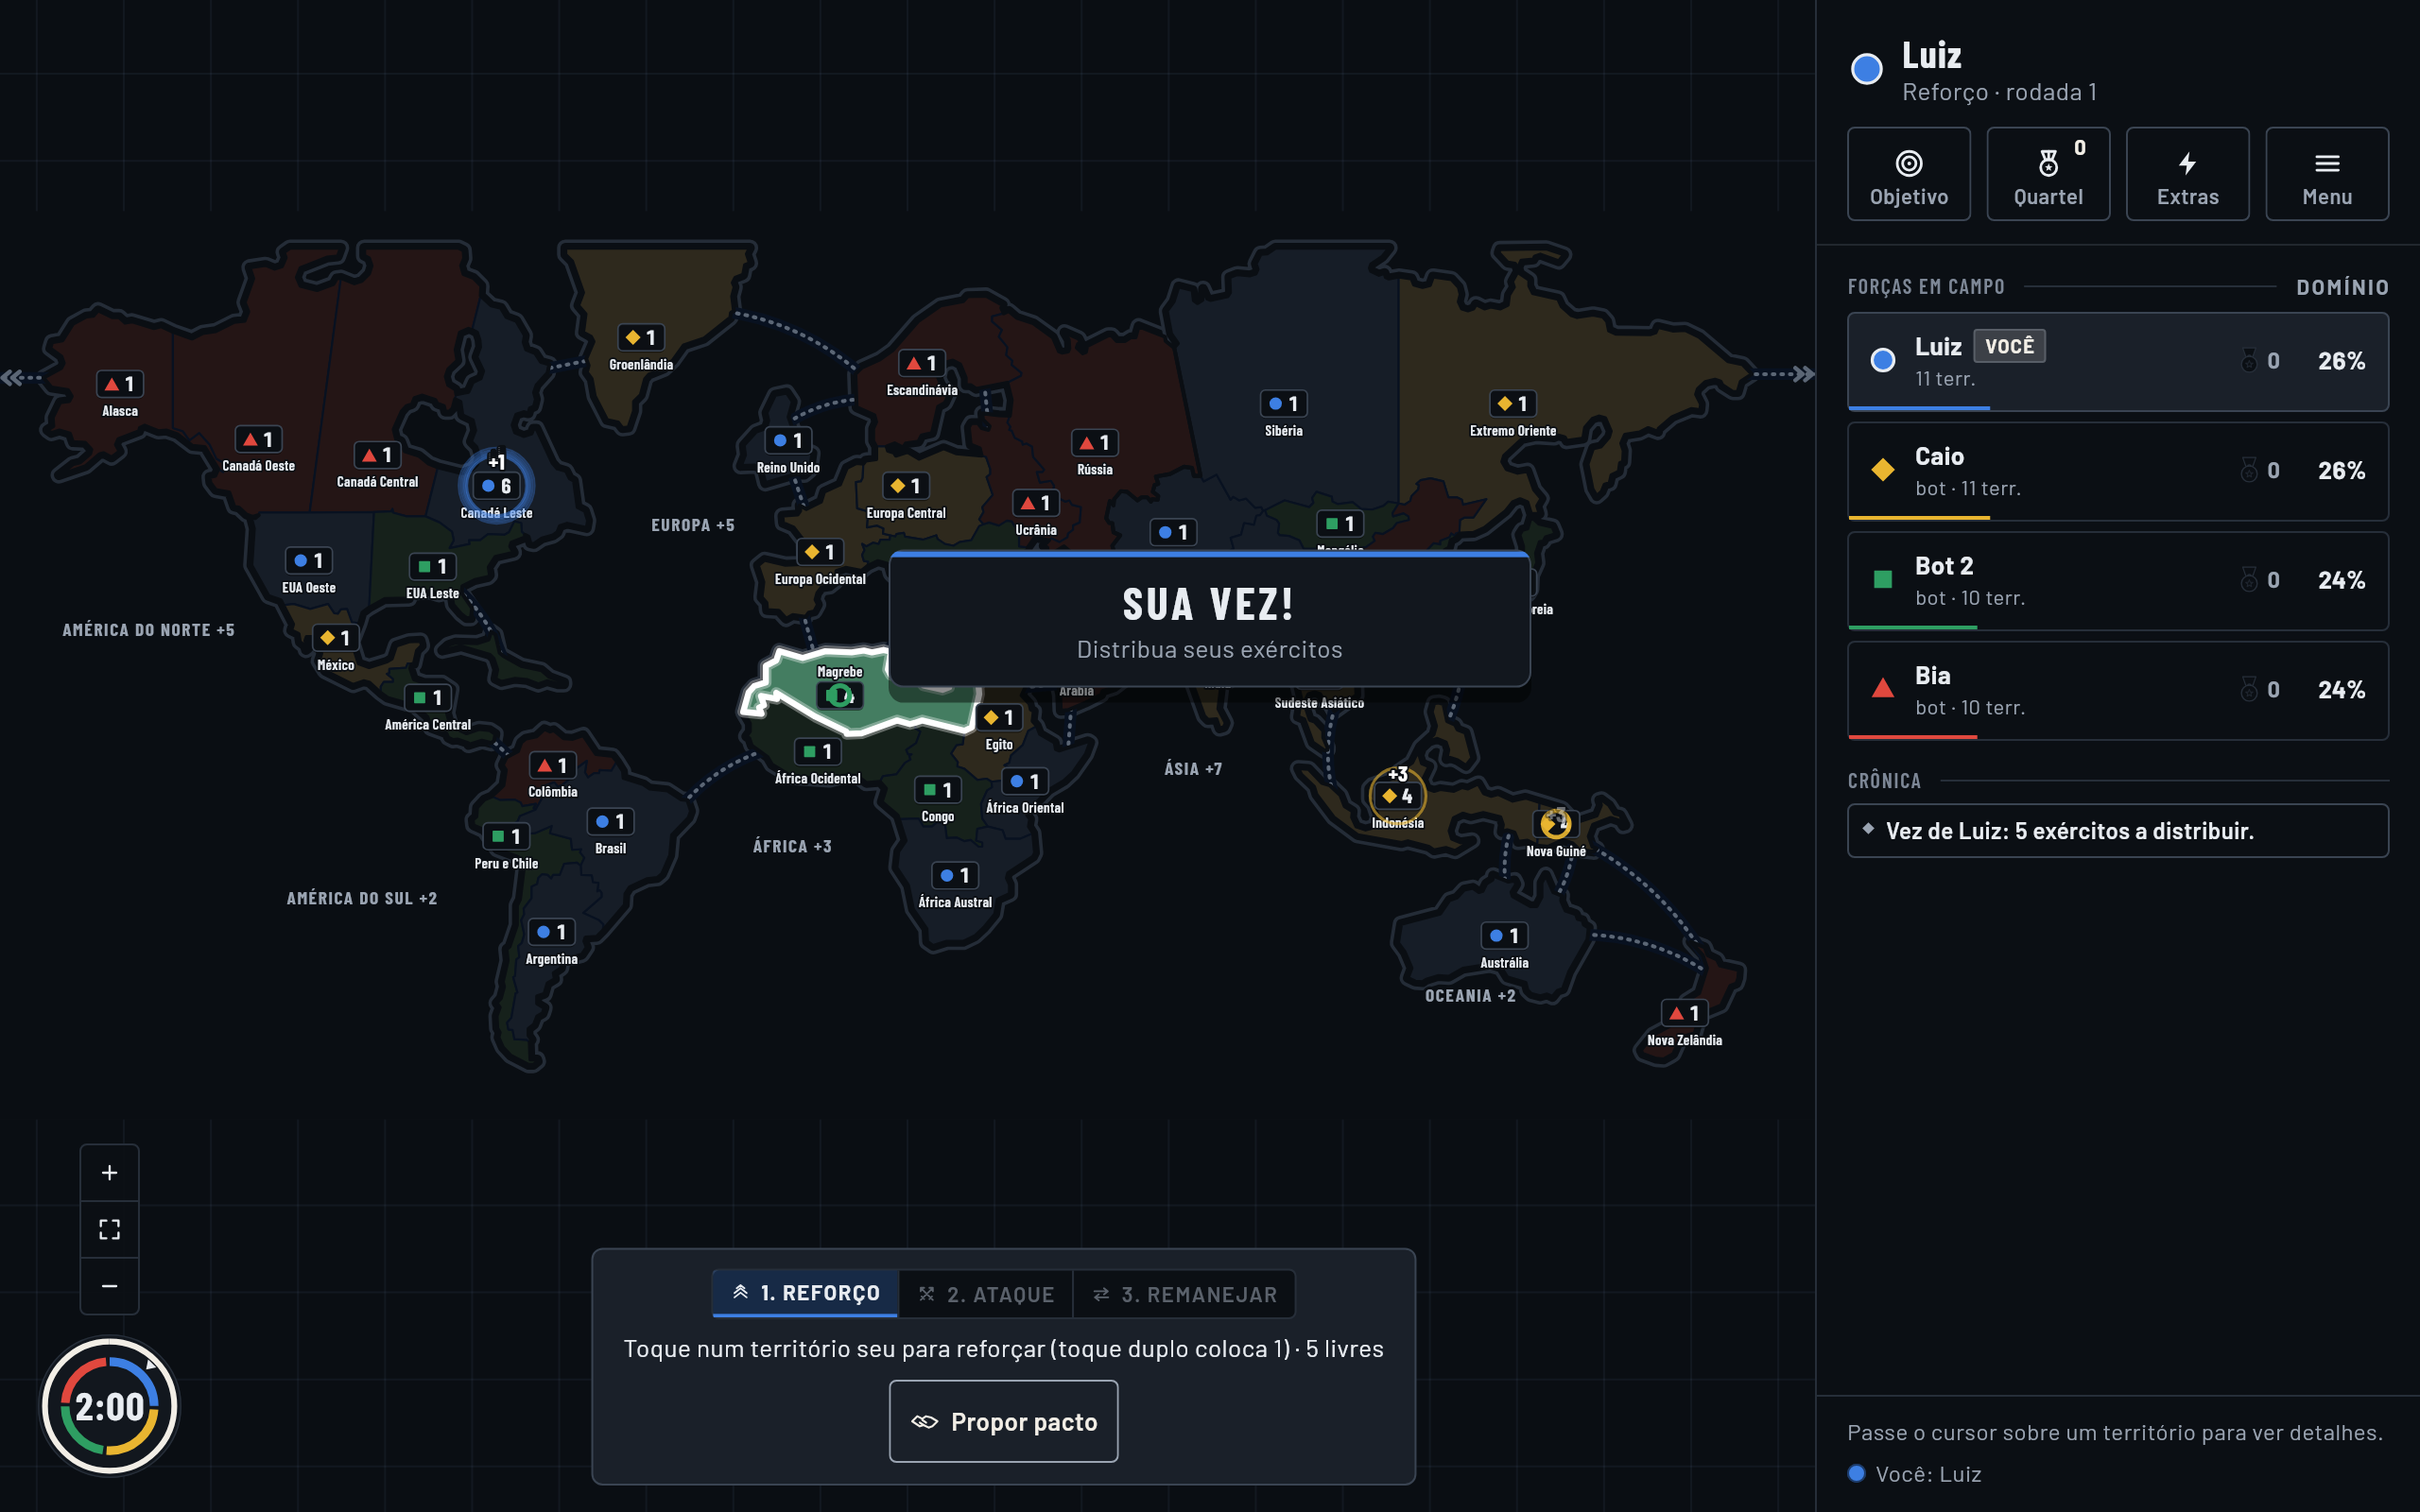 Luiz
Reforço · rodada 1
Objetivo
0
Quartel
Extras
Menu
FORÇAS EM CAMPO
DOMÍNIO
Luiz VOCÊ
11 terr.
0 26%
Caio
bot · 11 terr.
0 26%
Bot 2
bot · 10 terr.
0 24%
Bia
bot · 10 terr.
0 24%
CRÔNICA
Vez de Luiz: 5 exércitos a distribuir.
Passe o cursor sobre um território para ver detalhes.
Você: Luiz
1
Groenlândia
1
Alasca
1
Canadá Oeste
1
Canadá Central
+1
6
Canadá Leste
1
EUA Oeste
1
EUA Leste
AMÉRICA DO NORTE +5
1
México
1
América Central
1
Colômbia
1
Brasil
1
Peru e Chile
AMÉRICA DO SUL +2
1
Argentina
1
Escandinávia
1
Reino Unido
1
Rússia
1
Europa Central
1
Ucrânia
EUROPA +5
1
Europa Ocidental
1
Sibéria
1
Extremo Oriente
1
1
SUA VEZ!
Distribua seus exércitos
Magrebe
Arábia
Sudeste Asiático
1
Egito
1
África Ocidental
1
Congo
1
África Oriental
ÁFRICA +3
1
África Austral
ÁSIA +7
+3
4
Indonésia
Nova Guiné
1
Austrália
OCEANIA +2
1
Nova Zelândia
+
−
2:00
1. REFORÇO
2. ATAQUE
3. REMANEJAR
Toque num território seu para reforçar (toque duplo coloca 1) · 5 livres
Propor pacto